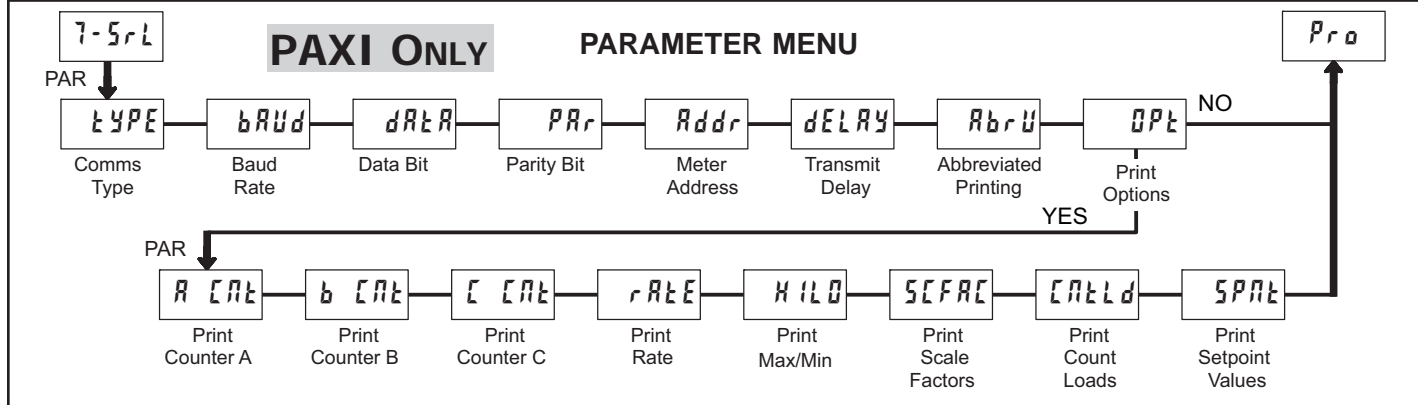 7-SrL
PAXI ONLY
PARAMETER MENU
Pro
PAR
tYPE
bAUd
dAtA
PAr
Addr
dELAY
AbrV
OPt
NO
Comms
Type
Baud
Rate
Data Bit
Parity Bit
Meter
Address
Transmit
Delay
Abbreviated
Printing
Print
Options
YES
PAR
A CNt
b CNt
C CNt
rAtE
HILO
SCFAC
CNtLd
SPNt
Print
Counter A
Print
Counter B
Print
Counter C
Print
Rate
Print
Max/Min
Print
Scale
Factors
Print
Count
Loads
Print
Setpoint
Values